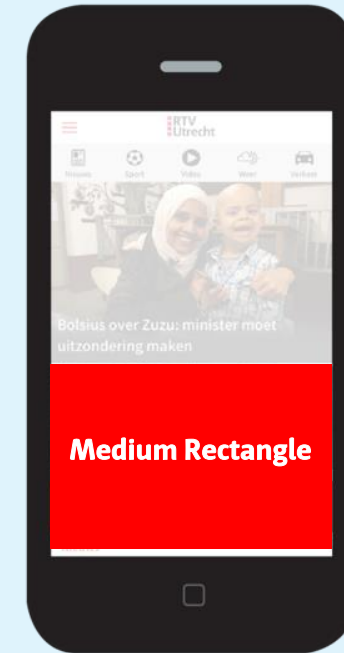 RTV
Utrecht
Nieuws Sport Video Weer Verkeer
Bolsius over Zuzu: minister moet
uitzondering maken
Medium Rectangle